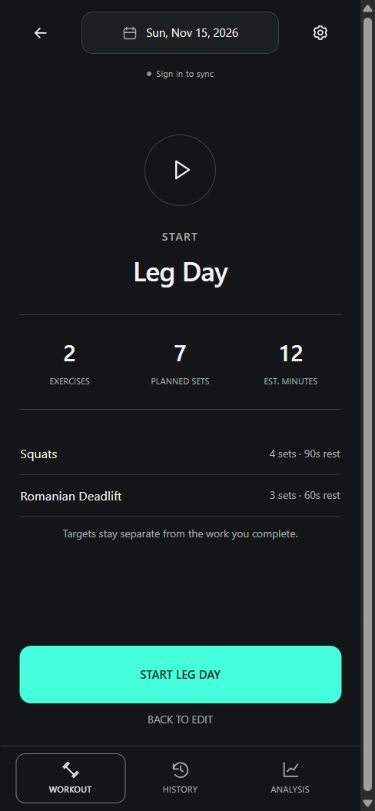 Sun, Nov 15, 2026
Sign in to sync
START
Leg Day
2 7 12
EXERCISES PLANNED SETS EST. MINUTES
Squats 4 sets · 90s rest
Romanian Deadlift 3 sets · 60s rest
Targets stay separate from the work you complete.
START LEG DAY
BACK TO EDIT
WORKOUT HISTORY ANALYSIS